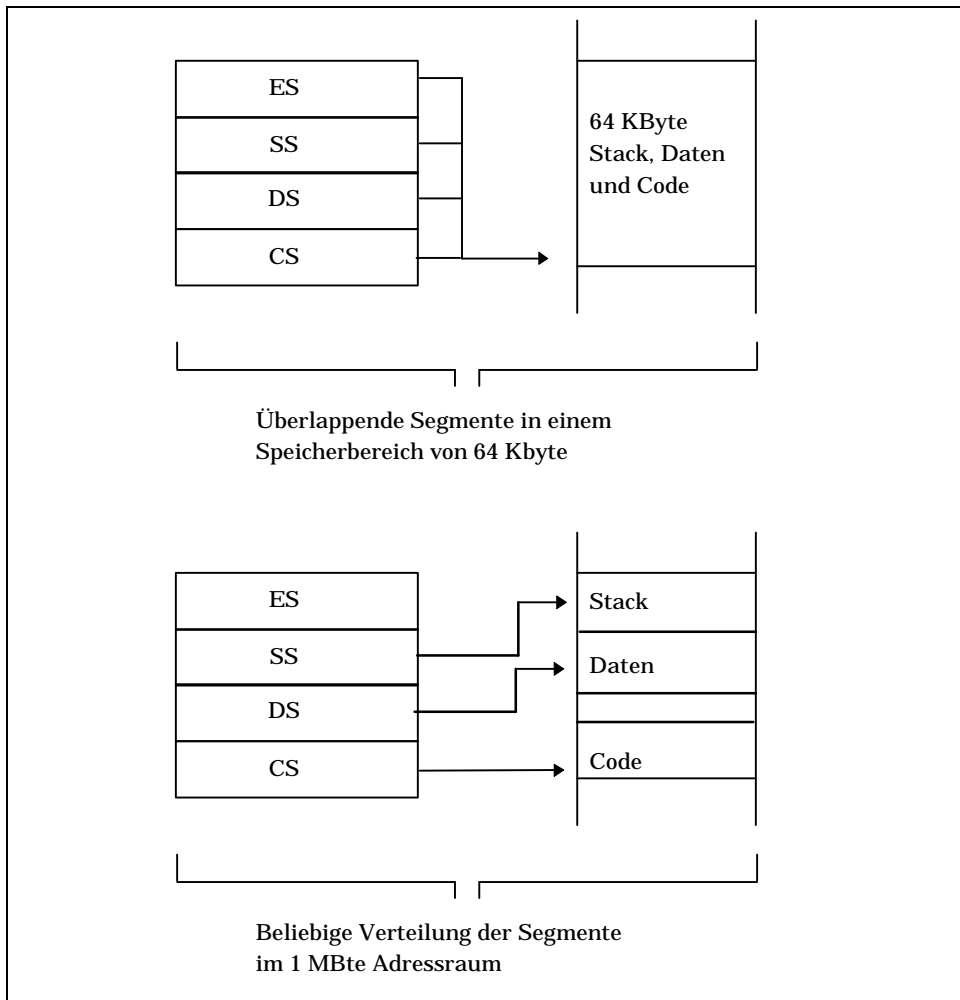 ES
SS
DS
CS
64 KByte
Stack, Daten
und Code
Überlappende Segmente in einem
Speicherbereich von 64 Kbyte
ES
SS
DS
CS
Stack
Daten
Code
Beliebige Verteilung der Segmente
im 1 MBte Adressraum